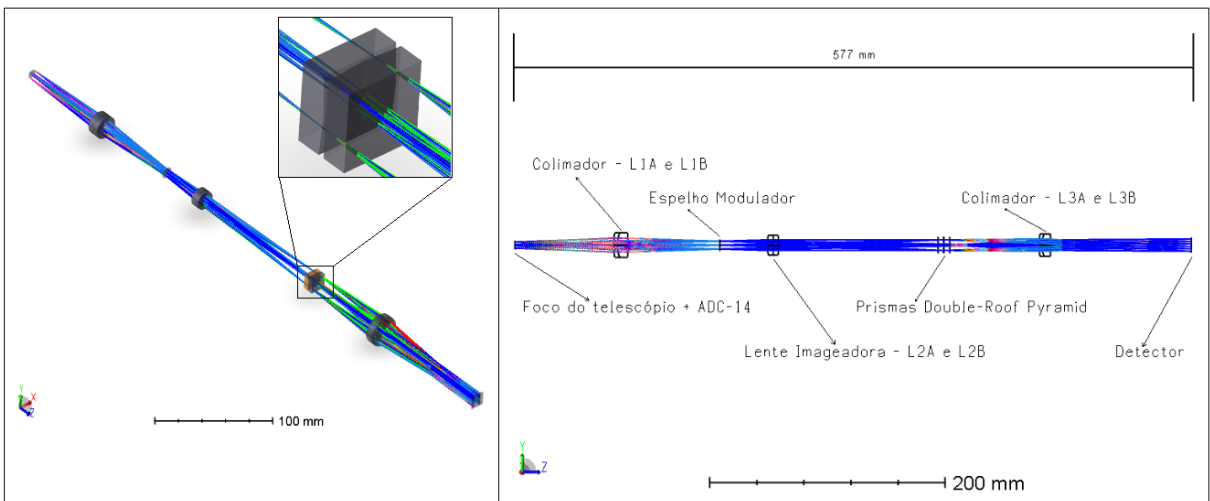 Y
X
Z
100 mm
577 mm
Colimador - L1A e L1B
Espelho Modulador
Colimador - L3A e L3B
Foco do telescópio + ADC-14
Prismas Double-Roof Pyramid
Lente Imageadora - L2A e L2B
Detector
Y
Z
200 mm